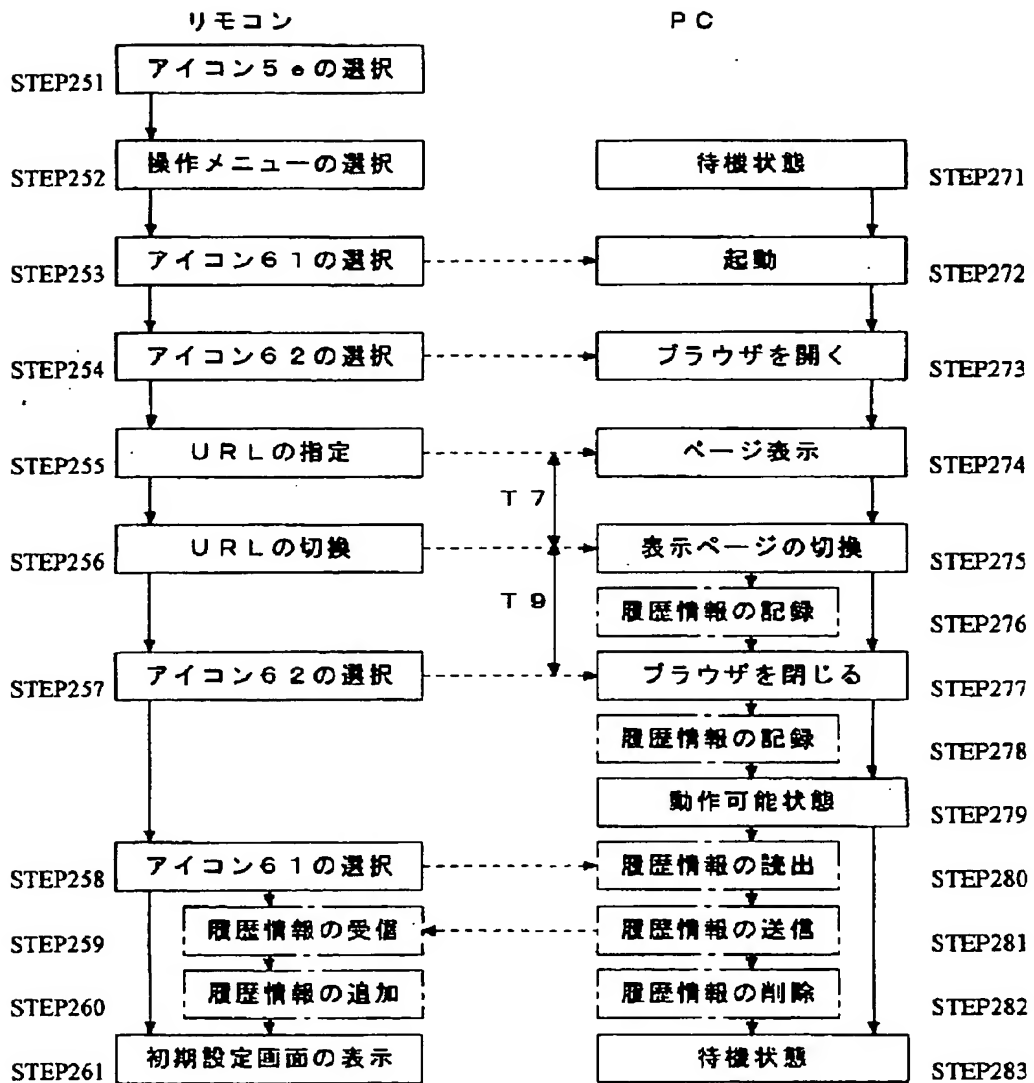 リモコン PC
STEP251 アイコン5eの選択
STEP252 操作メニューの選択 待機状態 STEP271
STEP253 アイコン61の選択 起動 STEP272
STEP254 アイコン62の選択 ブラウザを開く STEP273
STEP255 URLの指定 ページ表示 STEP274
T7
STEP256 URLの切換 表示ページの切換 STEP275
T9 履歴情報の記録 STEP276
STEP257 アイコン62の選択 ブラウザを閉じる STEP277
履歴情報の記録 STEP278
動作可能状態 STEP279
STEP258 アイコン61の選択 履歴情報の読出 STEP280
STEP259 履歴情報の受信 履歴情報の送信 STEP281
STEP260 履歴情報の追加 履歴情報の削除 STEP282
STEP261 初期設定画面の表示 待機状態 STEP283